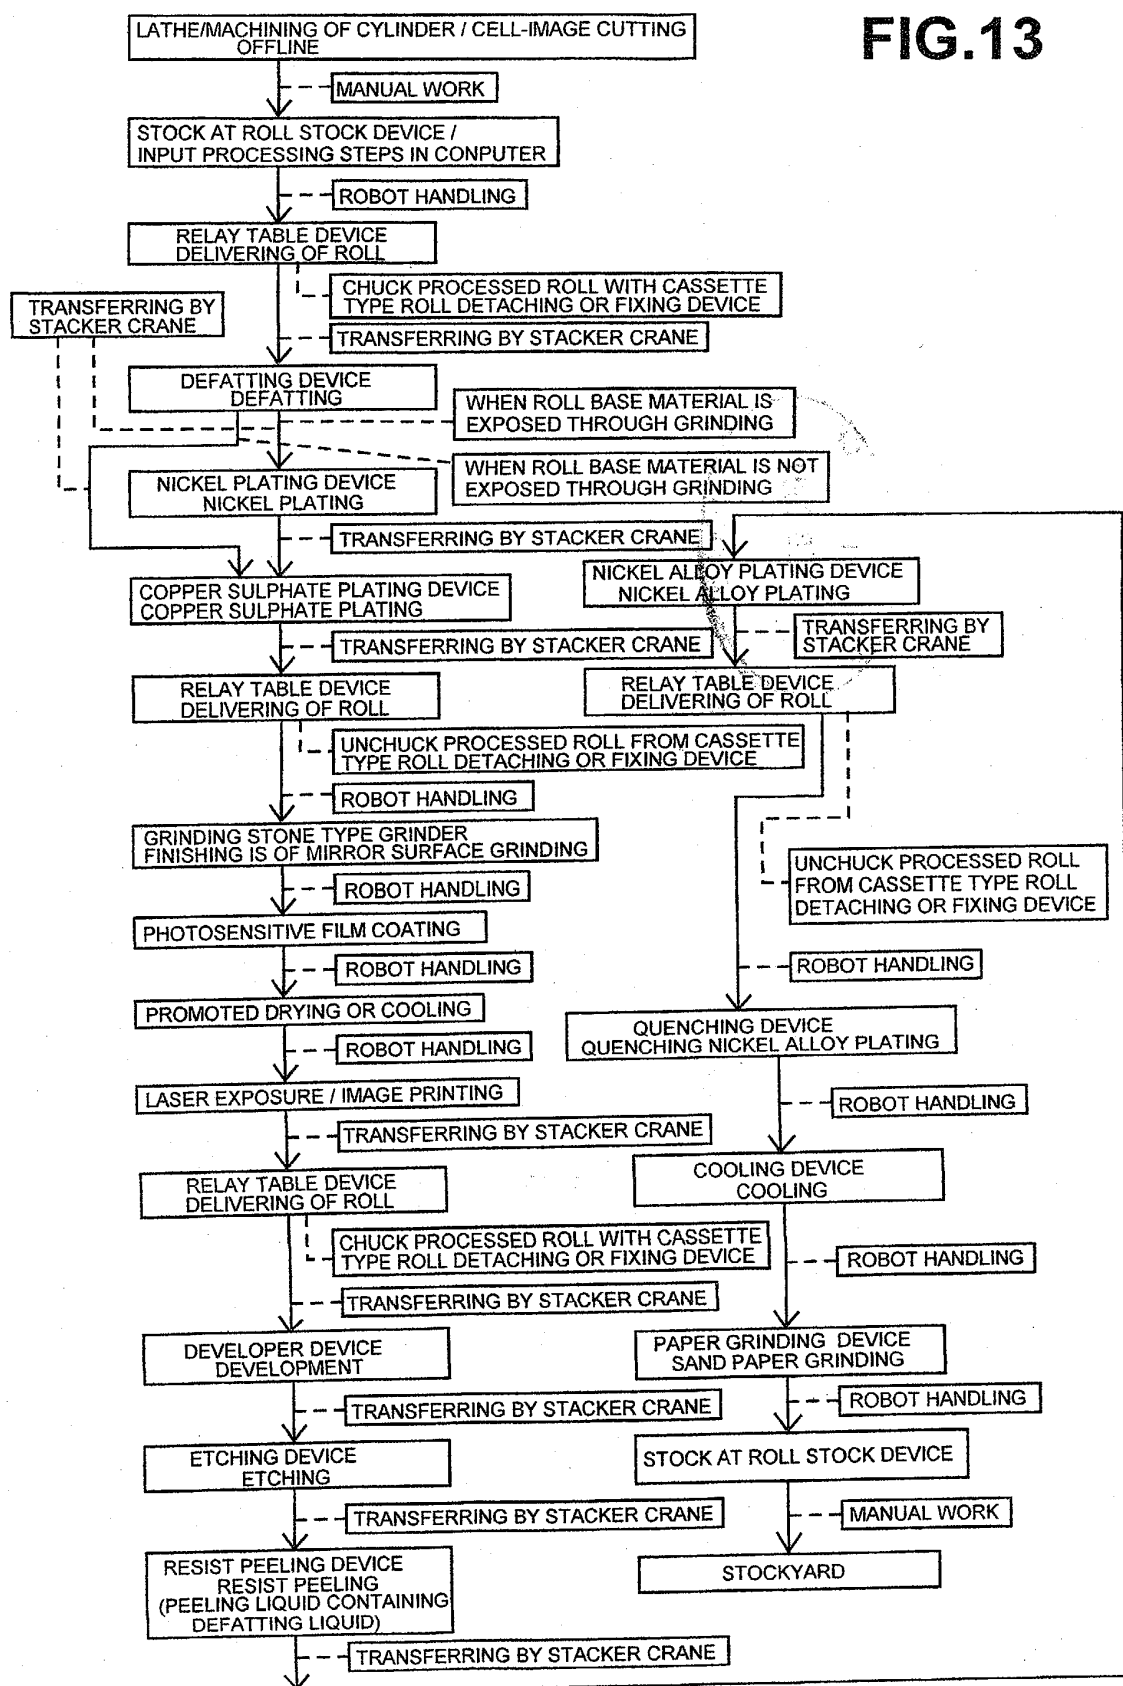 FIG.13
LATHE/MACHINING OF CYLINDER / CELL-IMAGE CUTTING
OFFLINE
MANUAL WORK
STOCK AT ROLL STOCK DEVICE /
INPUT PROCESSING STEPS IN CONPUTER
ROBOT HANDLING
RELAY TABLE DEVICE
DELIVERING OF ROLL
CHUCK PROCESSED ROLL WITH CASSETTE
TYPE ROLL DETACHING OR FIXING DEVICE
TRANSFERRING BY
STACKER CRANE
TRANSFERRING BY STACKER CRANE
DEFATTING DEVICE
DEFATTING
WHEN ROLL BASE MATERIAL IS
EXPOSED THROUGH GRINDING
WHEN ROLL BASE MATERIAL IS NOT
EXPOSED THROUGH GRINDING
NICKEL PLATING DEVICE
NICKEL PLATING
TRANSFERRING BY STACKER CRANE
COPPER SULPHATE PLATING DEVICE
COPPER SULPHATE PLATING
TRANSFERRING BY STACKER CRANE
RELAY TABLE DEVICE
DELIVERING OF ROLL
UNCHUCK PROCESSED ROLL FROM CASSETTE
TYPE ROLL DETACHING OR FIXING DEVICE
ROBOT HANDLING
GRINDING STONE TYPE GRINDER
FINISHING IS OF MIRROR SURFACE GRINDING
ROBOT HANDLING
PHOTOSENSITIVE FILM COATING
ROBOT HANDLING
PROMOTED DRYING OR COOLING
ROBOT HANDLING
LASER EXPOSURE / IMAGE PRINTING
TRANSFERRING BY STACKER CRANE
RELAY TABLE DEVICE
DELIVERING OF ROLL
CHUCK PROCESSED ROLL WITH CASSETTE
TYPE ROLL DETACHING OR FIXING DEVICE
TRANSFERRING BY STACKER CRANE
DEVELOPER DEVICE
DEVELOPMENT
TRANSFERRING BY STACKER CRANE
ETCHING DEVICE
ETCHING
TRANSFERRING BY STACKER CRANE
RESIST PEELING DEVICE
RESIST PEELING
(PEELING LIQUID CONTAINING
DEFATTING LIQUID)
TRANSFERRING BY STACKER CRANE
NICKEL ALLOY PLATING DEVICE
NICKEL ALLOY PLATING
TRANSFERRING BY
STACKER CRANE
RELAY TABLE DEVICE
DELIVERING OF ROLL
UNCHUCK PROCESSED ROLL
FROM CASSETTE TYPE ROLL
DETACHING OR FIXING DEVICE
ROBOT HANDLING
QUENCHING DEVICE
QUENCHING NICKEL ALLOY PLATING
ROBOT HANDLING
COOLING DEVICE
COOLING
ROBOT HANDLING
PAPER GRINDING DEVICE
SAND PAPER GRINDING
ROBOT HANDLING
STOCK AT ROLL STOCK DEVICE
MANUAL WORK
STOCKYARD